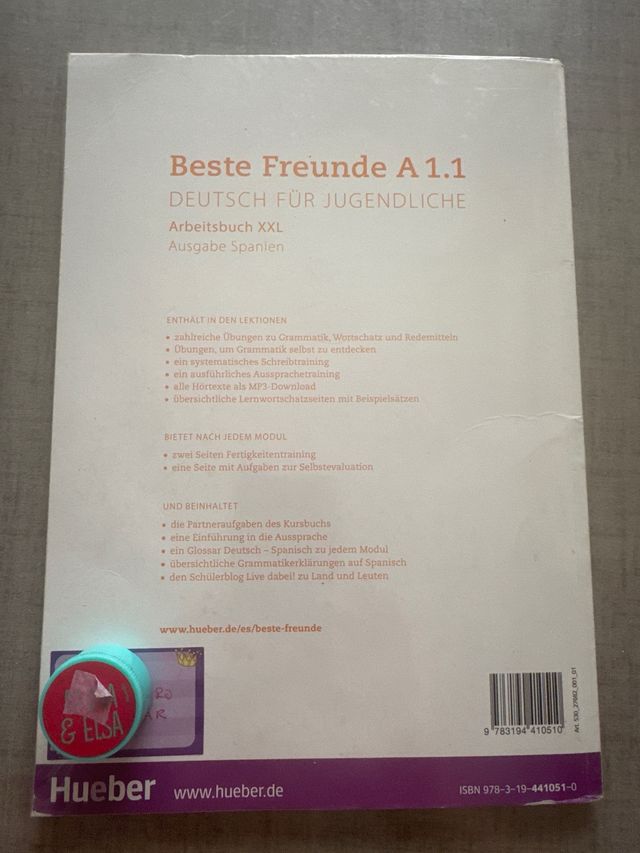 Beste Freunde A 1.1
DEUTSCH FÜR JUGENDLICHE
Arbeitsbuch XXL
Ausgabe Spanien
ENTHÄLT IN DEN LEKTIONEN
• zahlreiche Übungen zu Grammatik, Wortschatz und Redemitteln
• Übungen, um Grammatik selbst zu entdecken
• ein systematisches Schreibtraining
• ein ausführliches Aussprachetraining
• alle Hörtexte als MP3-Download
• übersichtliche Lernwortschatzseiten mit Beispielsätzen
BIETET NACH JEDEM MODUL
• zwei Seiten Fertigkeitentraining
• eine Seite mit Aufgaben zur Selbstevaluation
UND BEINHALTET
• die Partneraufgaben des Kursbuchs
• eine Einführung in die Aussprache
• ein Glossar Deutsch – Spanisch zu jedem Modul
• übersichtliche Grammatikerklärungen auf Spanisch
• den Schülerblog Live dabei! zu Land und Leuten
www.hueber.de/es/beste-freunde
& ELSA
9 783194 410510
Art. 530_27682_001_01
Hueber www.hueber.de
ISBN 978-3-19-441051-0